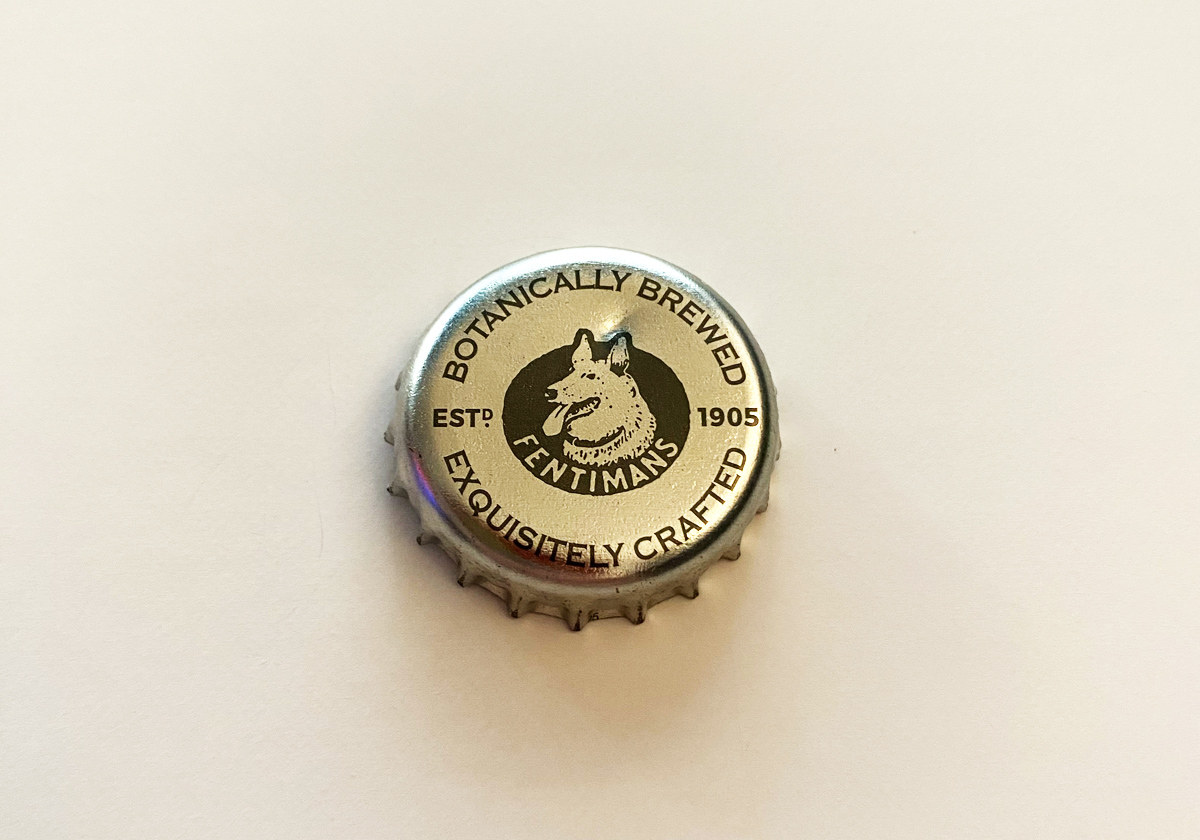 BOTANICALLY BREWED
ESTD. 1905
FENTIMANS
EXQUISITELY CRAFTED